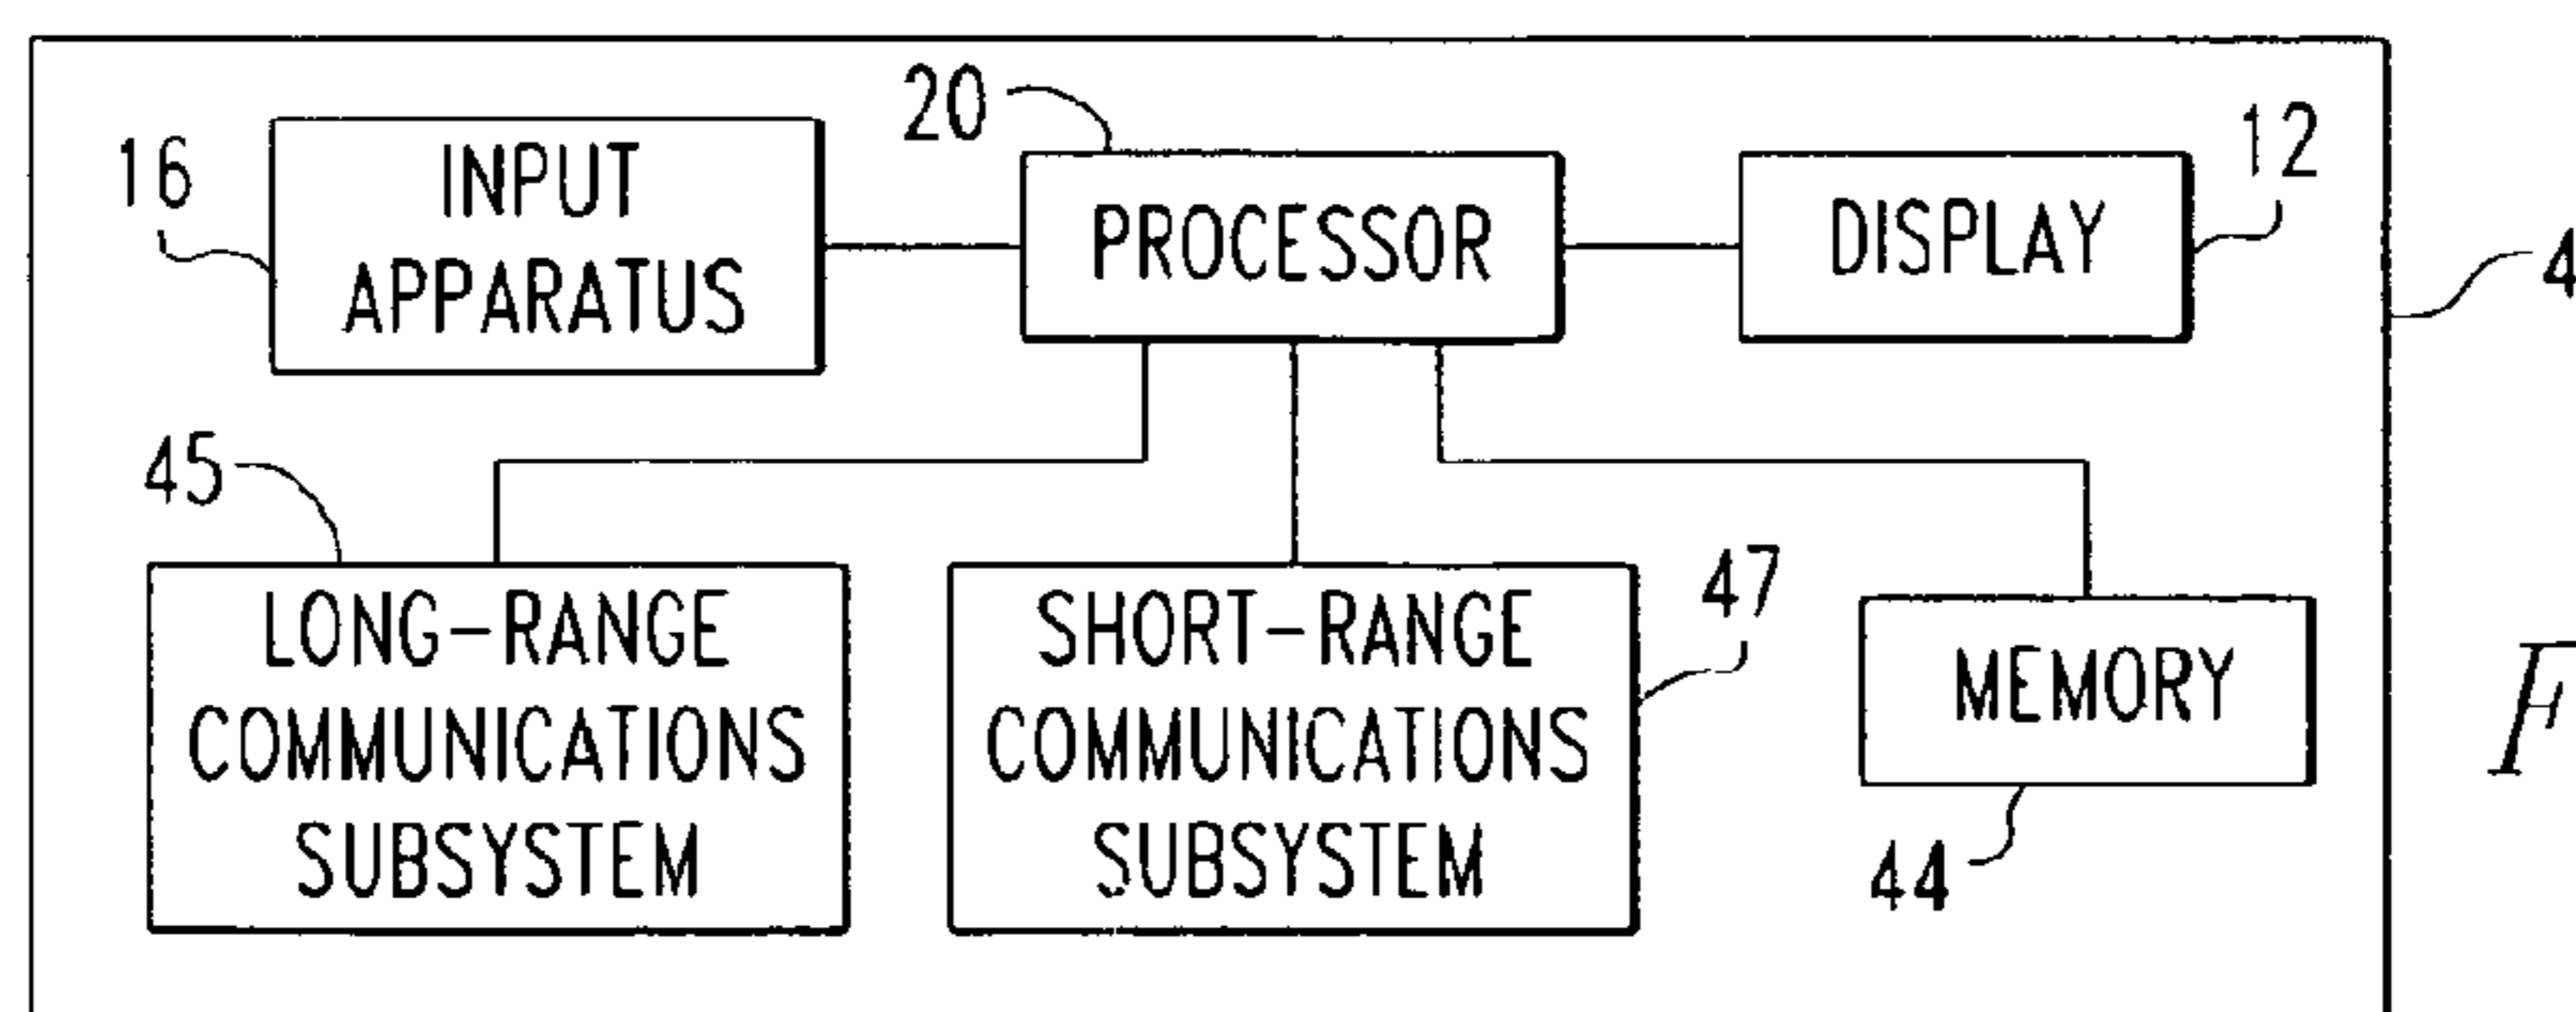 20
12
16
INPUT
APPARATUS
PROCESSOR
DISPLAY
4
45
47
LONG-RANGE
COMMUNICATIONS
SUBSYSTEM
SHORT-RANGE
COMMUNICATIONS
SUBSYSTEM
MEMORY
44
F